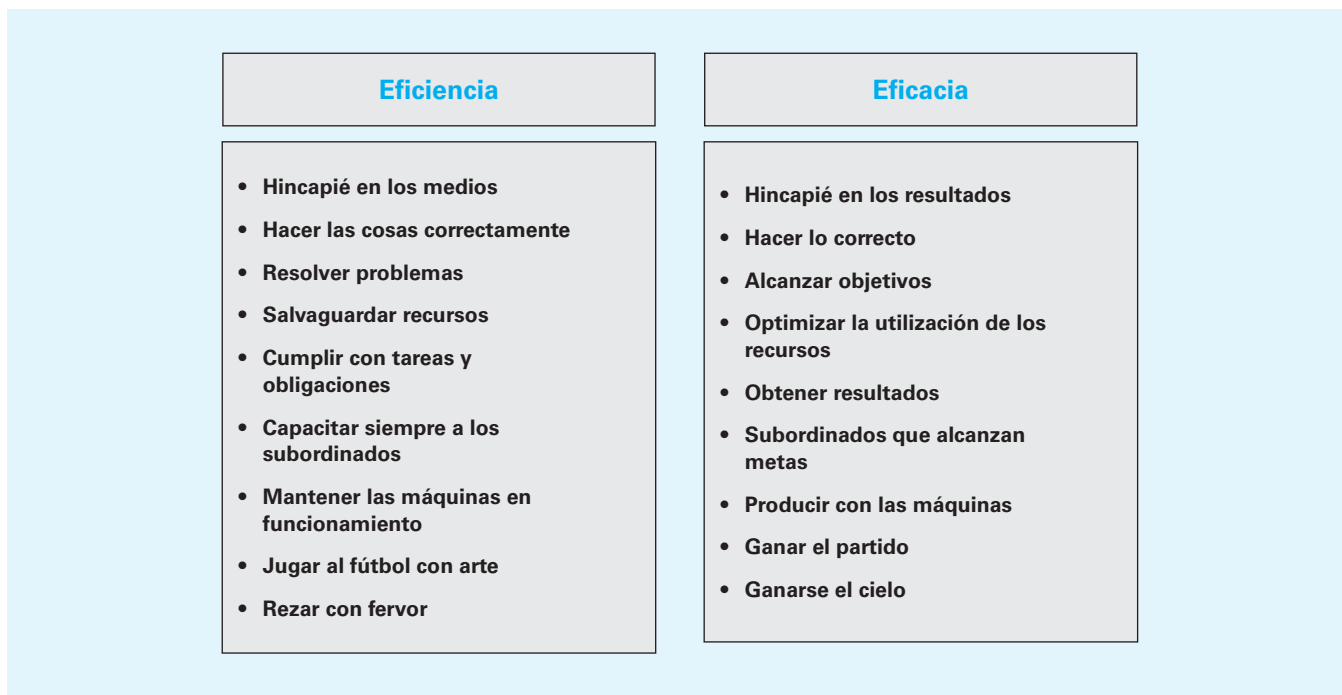 Eficiencia
• Hincapié en los medios
• Hacer las cosas correctamente
• Resolver problemas
• Salvaguardar recursos
• Cumplir con tareas y
obligaciones
• Capacitar siempre a los
subordinados
• Mantener las máquinas en
funcionamiento
• Jugar al fútbol con arte
• Rezar con fervor
Eficacia
• Hincapié en los resultados
• Hacer lo correcto
• Alcanzar objetivos
• Optimizar la utilización de los
recursos
• Obtener resultados
• Subordinados que alcanzan
metas
• Producir con las máquinas
• Ganar el partido
• Ganarse el cielo